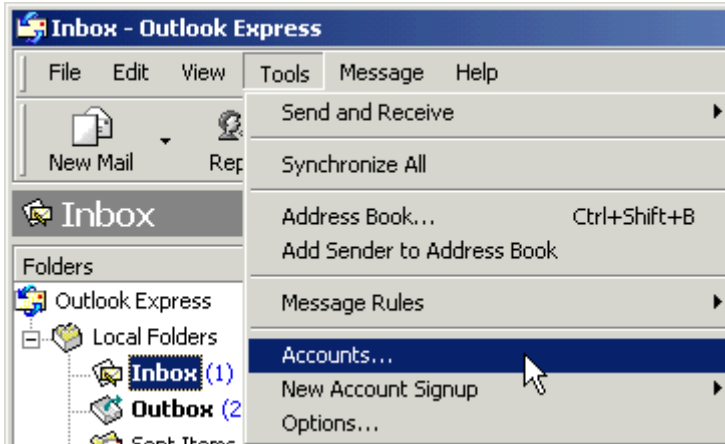 Inbox - Outlook Express
File Edit View Tools Message Help
New Mail
Send and Receive
Synchronize All
Address Book... Ctrl+Shift+B
Add Sender to Address Book
Message Rules
Accounts...
New Account Signup
Options...
Inbox
Folders
Outlook Express
Local Folders
Inbox (1)
Outbox (2
Sent Items